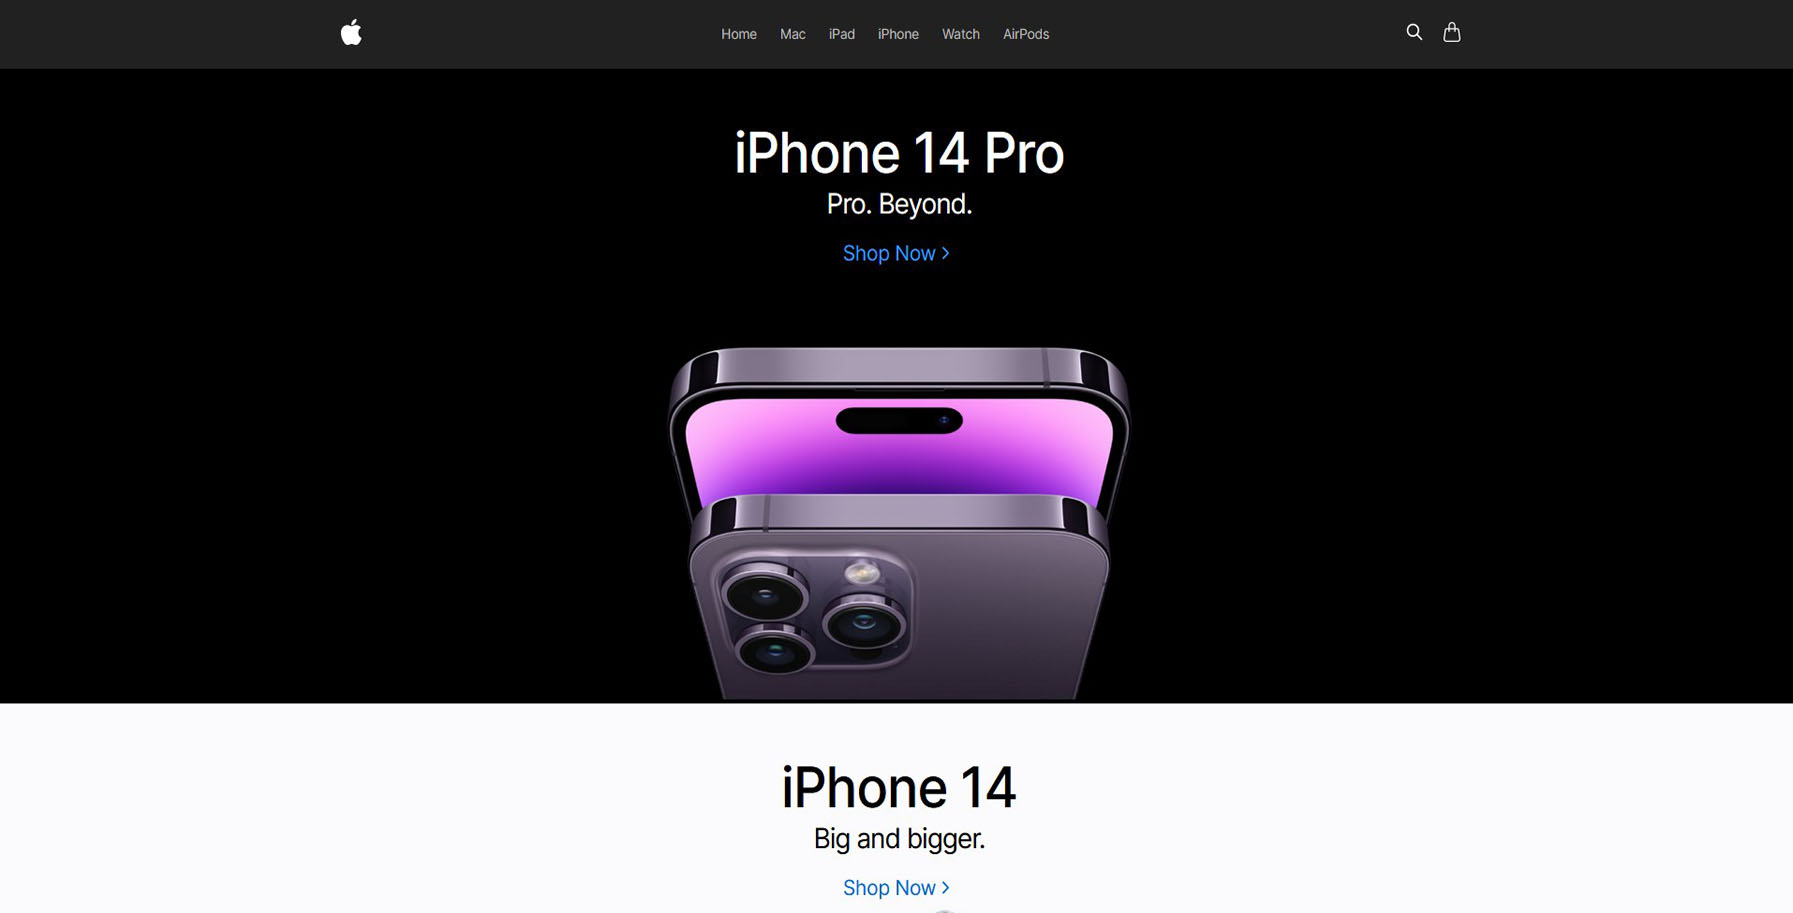 Home Mac iPad iPhone Watch AirPods
iPhone 14 Pro
Pro. Beyond.
Shop Now >
iPhone 14
Big and bigger.
Shop Now >